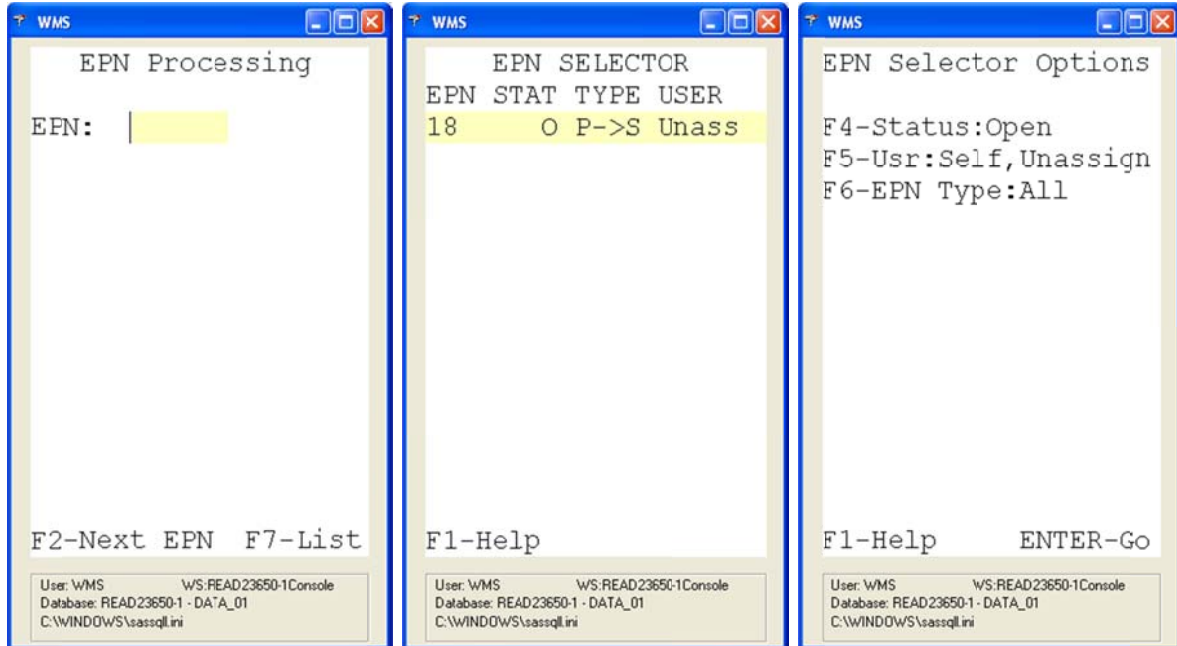 WMS
EPN Processing
EPN:
F2-Next EPN F7-List
User: WMS WS:READ23650-1Console
Database: READ23650-1 - DATA_01
C:\WINDOWS\sassqll.ini
WMS
EPN SELECTOR
EPN STAT TYPE USER
18 O P->S Unass
F1-Help
User: WMS WS:READ23650-1Console
Database: READ23650-1 - DATA_01
C:\WINDOWS\sassqll.ini
WMS
EPN Selector Options
F4-Status:Open
F5-Usr:Self,Unassign
F6-EPN Type:All
F1-Help ENTER-Go
User: WMS WS:READ23650-1Console
Database: READ23650-1 - DATA_01
C:\WINDOWS\sassqll.ini